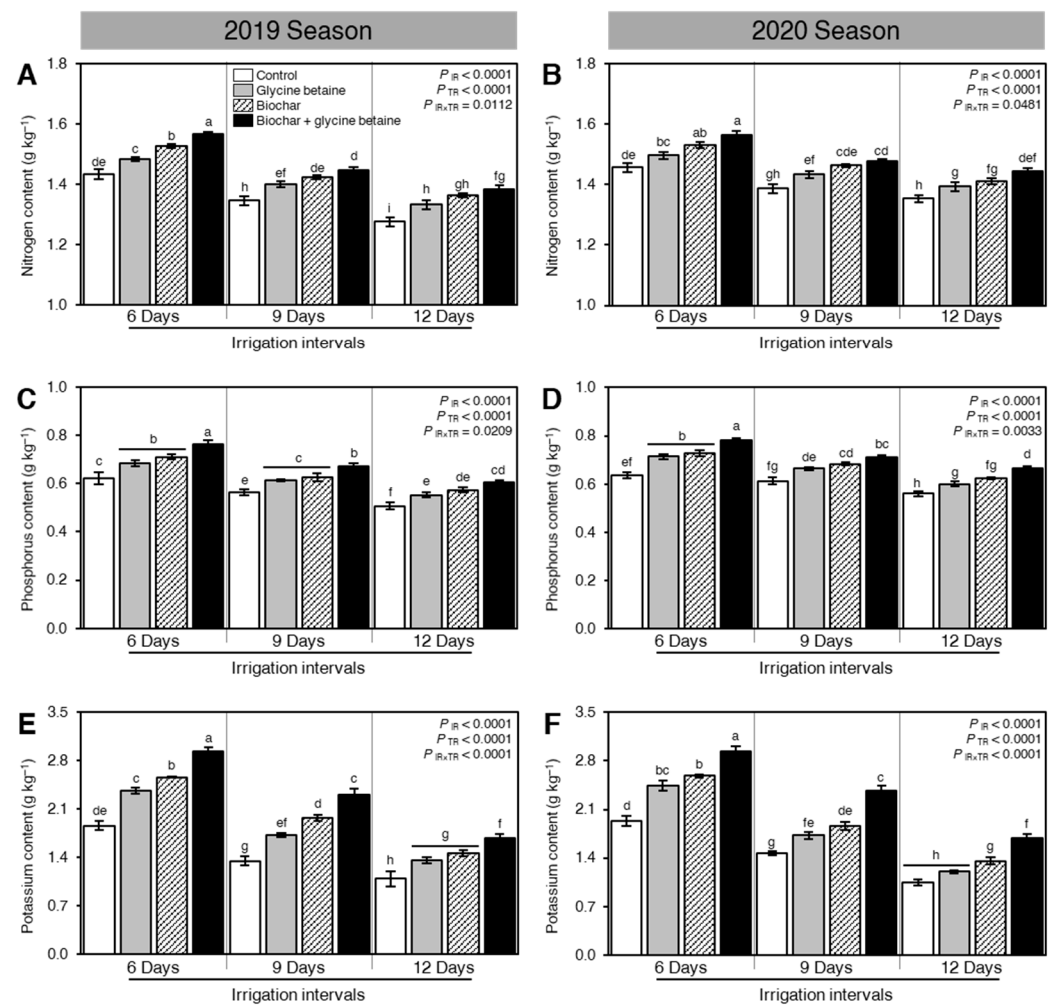 2019 Season
2020 Season
A
1.8
1.6
1.4
1.2
1.0
Nitrogen content (g kg⁻¹)
Control
Glycine betaine
Biochar
Biochar + glycine betaine
P IR < 0.0001
P TR < 0.0001
P IR×TR = 0.0112
de
c
b
a
h
ef
de
d
i
h
gh
fg
6 Days
9 Days
12 Days
Irrigation intervals
B
1.8
1.6
1.4
1.2
1.0
Nitrogen content (g kg⁻¹)
P IR < 0.0001
P TR < 0.0001
P IR×TR = 0.0481
de
bc
ab
a
gh
ef
cde
cd
h
g
fg
def
6 Days
9 Days
12 Days
Irrigation intervals
C
1.0
0.8
0.6
0.4
0.2
0.0
Phosphorus content (g kg⁻¹)
P IR < 0.0001
P TR < 0.0001
P IR×TR = 0.0209
c
b
a
e
c
b
f
e
de
cd
6 Days
9 Days
12 Days
Irrigation intervals
D
1.0
0.8
0.6
0.4
0.2
0.0
Phosphorus content (g kg⁻¹)
P IR < 0.0001
P TR < 0.0001
P IR×TR = 0.0033
ef
b
a
fg
de
cd
bc
h
g
fg
d
6 Days
9 Days
12 Days
Irrigation intervals
E
3.5
2.8
2.1
1.4
0.7
0.0
Potassium content (g kg⁻¹)
P IR < 0.0001
P TR < 0.0001
P IR×TR < 0.0001
de
c
b
a
g
ef
d
c
h
g
f
6 Days
9 Days
12 Days
Irrigation intervals
F
3.5
2.8
2.1
1.4
0.7
0.0
Potassium content (g kg⁻¹)
P IR < 0.0001
P TR < 0.0001
P IR×TR < 0.0001
d
bc
b
a
g
fe
de
c
h
g
f
6 Days
9 Days
12 Days
Irrigation intervals